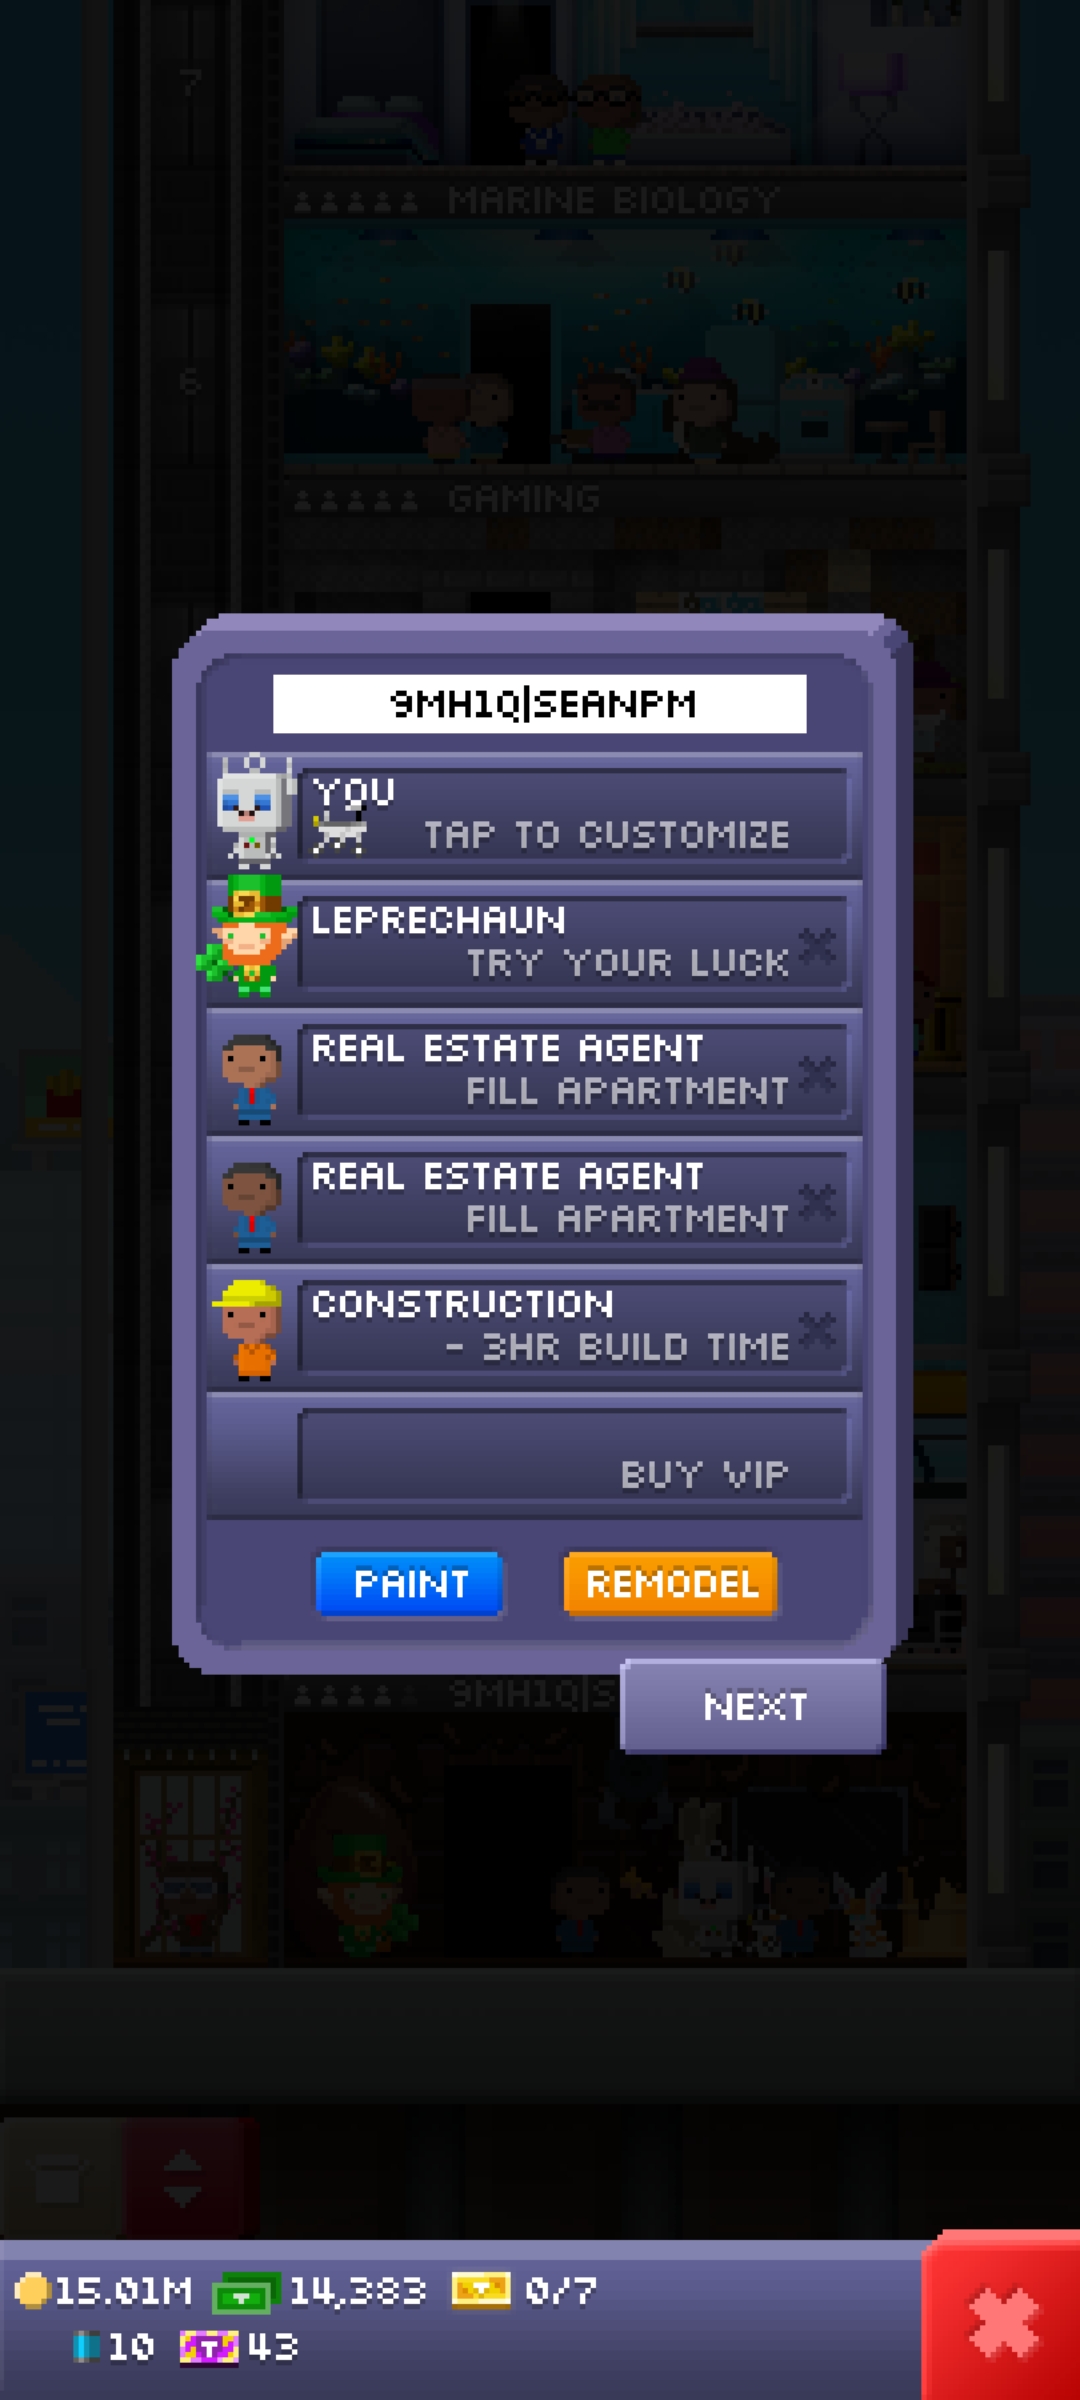 7
MARINE BIOLOGY
6
GAMING
9MH1Q|SEANPM
YOU
TAP TO CUSTOMIZE
LEPRECHAUN
TRY YOUR LUCK
REAL ESTATE AGENT
FILL APARTMENT
REAL ESTATE AGENT
FILL APARTMENT
CONSTRUCTION
- 3HR BUILD TIME
BUY VIP
PAINT REMODEL
9MH1Q|S
NEXT
15.01M 14,383 0/7
10 43